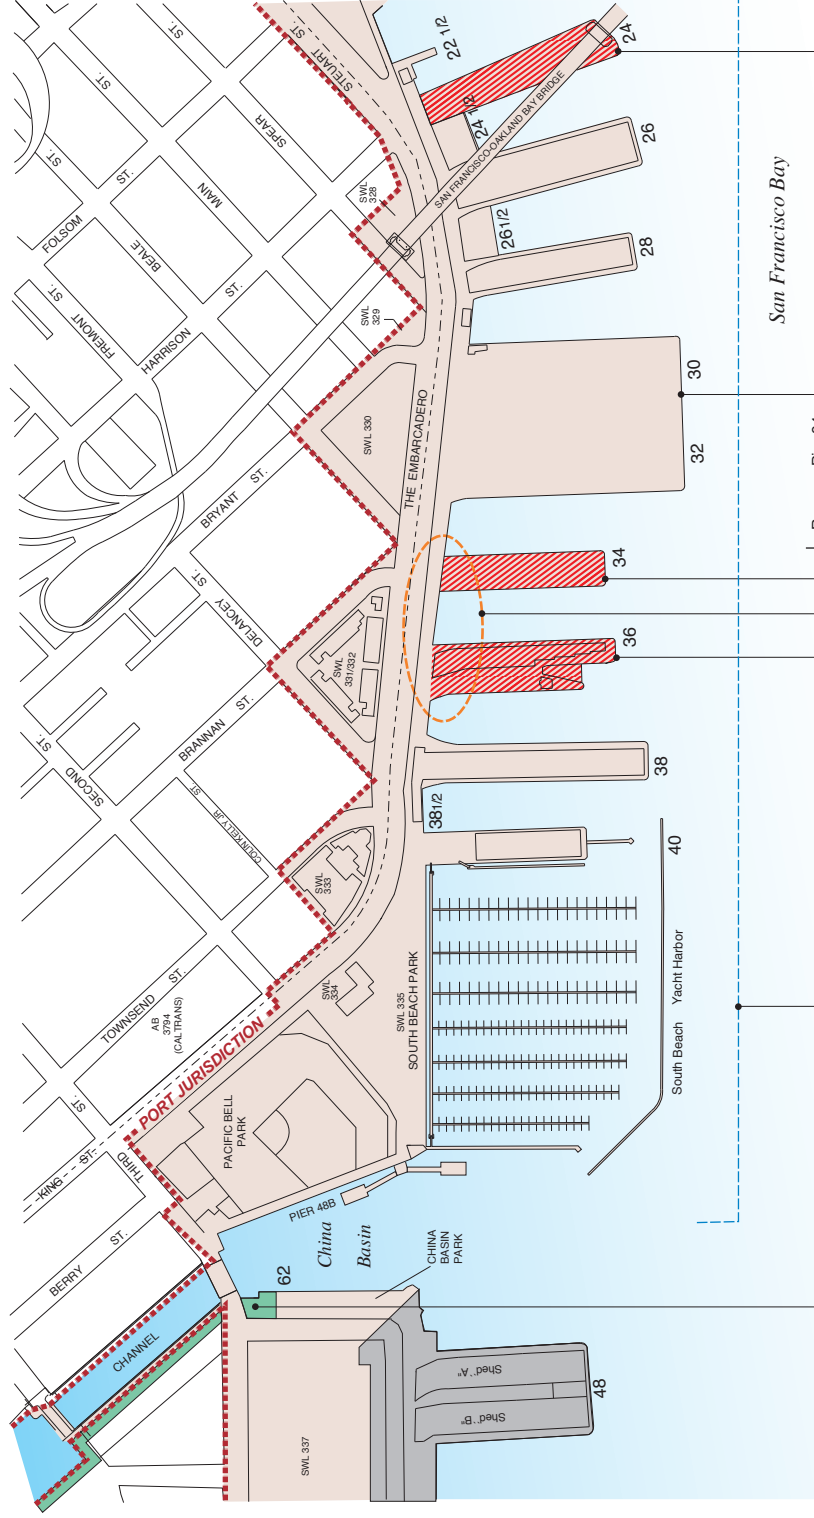 ST.
ST.
STEUART
22 1/2
24
ST.
ST.
SPEAR
24 1/2
SAN FRANCISCO-OAKLAND BAY BRIDGE
26
ST.
MAIN
SWL
328
FOLSOM
26 1/2
28
San Francisco Bay
BEALE
ST.
ST.
FREMONT
HARRISON
SWL
329
30
32
SWL 330
THE EMBARCADERO
BRYANT
ST.
34
ST.
DELANCEY
SWL
331/332
36
ST.
BRANNAN
ST.
SECOND
ST.
COLIN KELLY JR.
38
38 1/2
40
SWL
333
SWL
334
SWL 335
SOUTH BEACH PARK
South Beach Yacht Harbor
TOWNSEND
ST.
AB
3794
(CALTRANS)
PORT JURISDICTION
ST.
THIRD
KING
ST.
PACIFIC BELL
PARK
PIER 48B
China
Basin
CHINA
BASIN
PARK
BERRY
ST.
62
CHANNEL
Shed "A"
Shed "B"
48
SWL 337